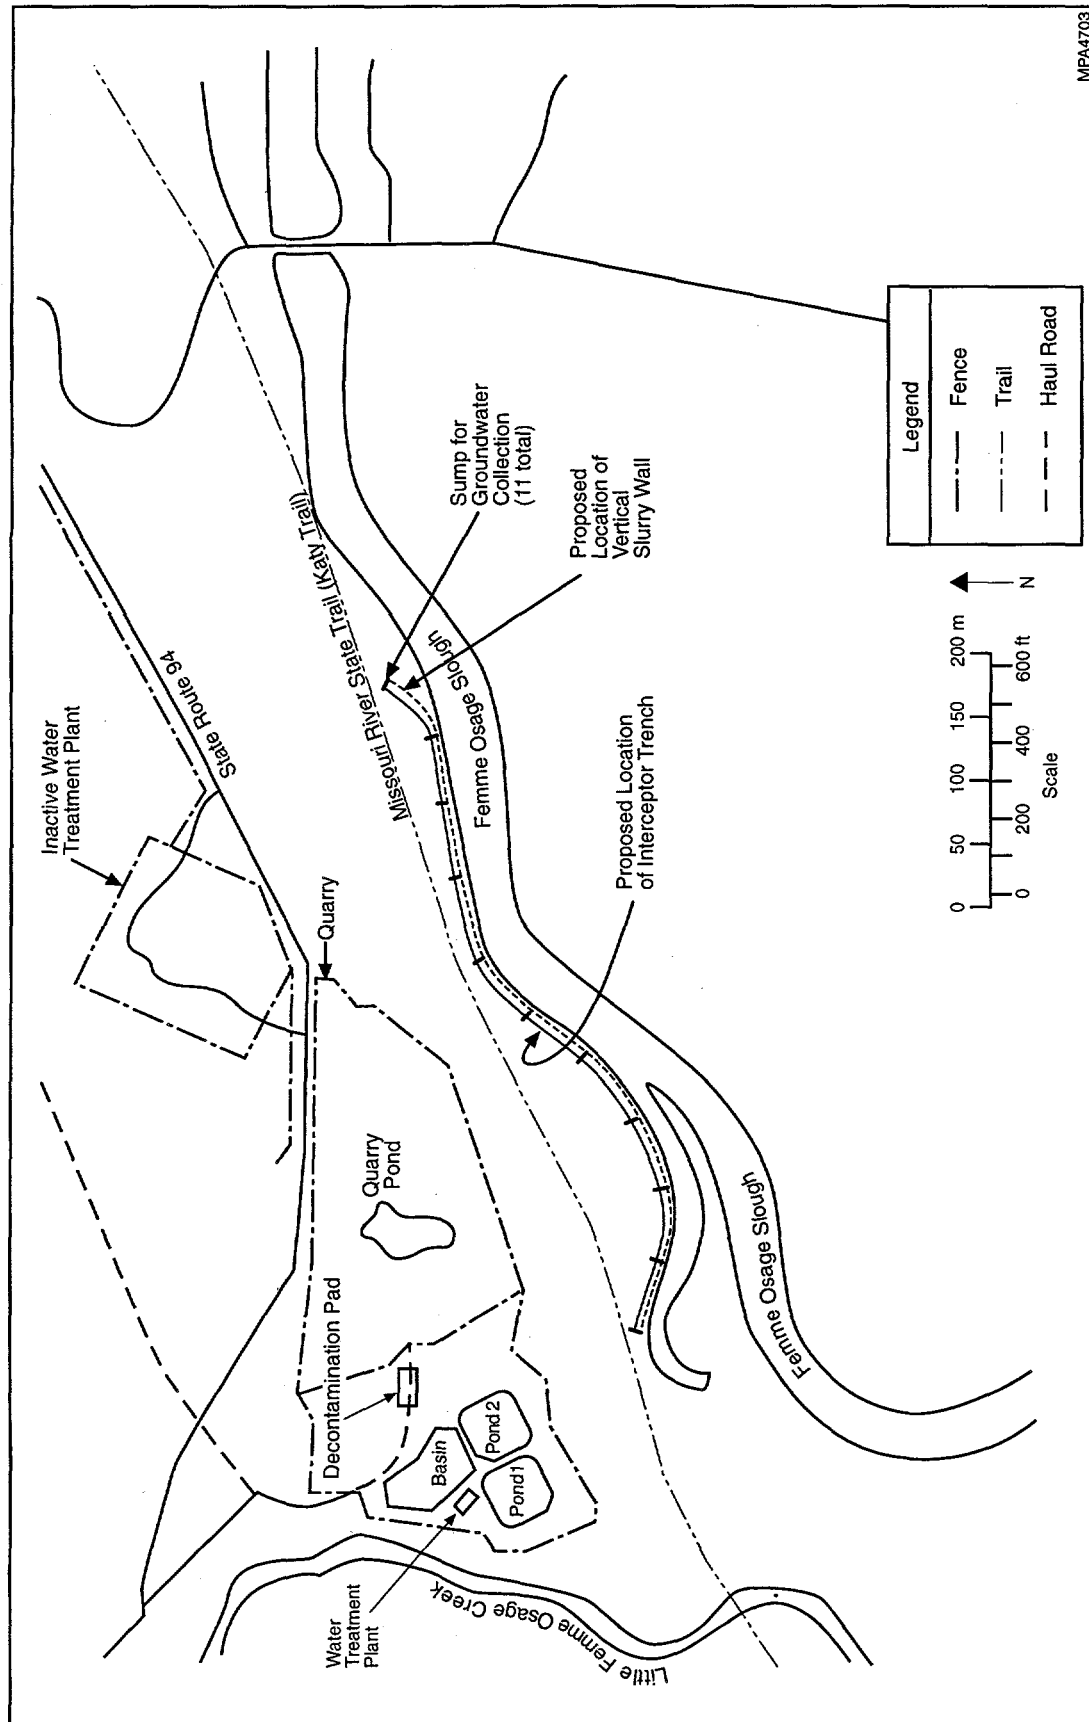 Inactive Water
Treatment Plant
State Route 94
Quarry
Missouri River State Trail (Katy Trail)
Sump for
Groundwater
Collection
(11 total)
Proposed
Location of
Vertical
Slurry Wall
Femme Osage Slough
Proposed Location
of Interceptor Trench
Quarry
Pond
Decontamination Pad
Basin
Pond 2
Pond1
Water
Treatment
Plant
Little Femme Osage Creek
Femme Osage Slough
0 50 100 150 200 m
0 200 400 600 ft
Scale
N
Legend
Fence
Trail
Haul Road
MPA4703